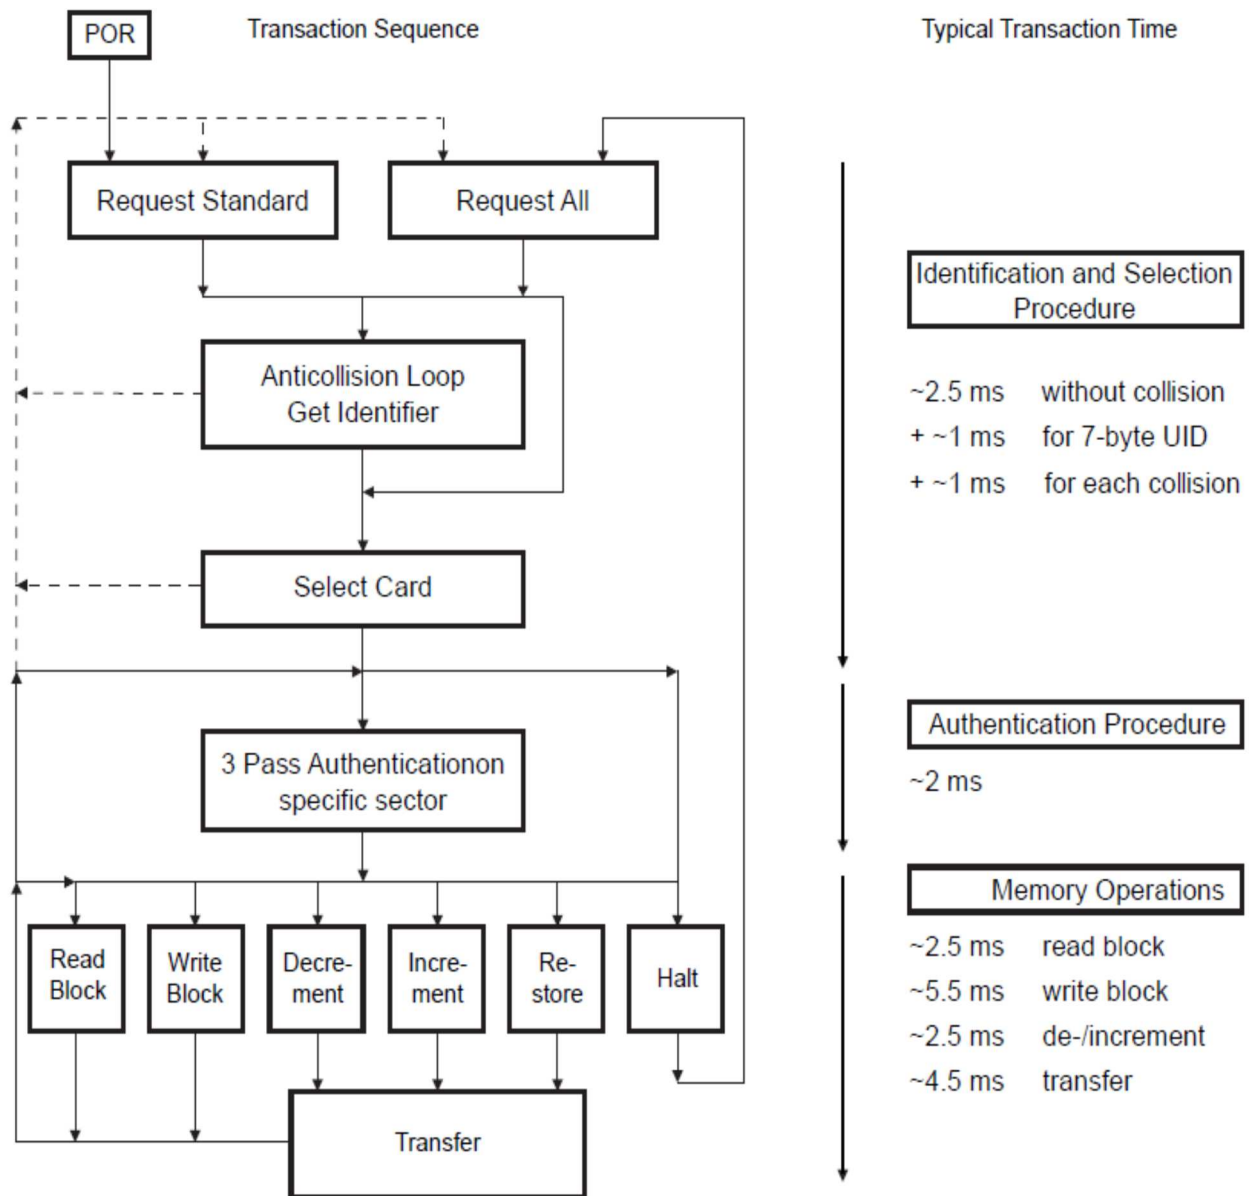 POR
Transaction Sequence
Typical Transaction Time
Request Standard
Request All
Identification and Selection
Procedure
Anticollision Loop
Get Identifier
~2.5 ms without collision
+ ~1 ms for 7-byte UID
+ ~1 ms for each collision
Select Card
Authentication Procedure
3 Pass Authenticationon
specific sector
~2 ms
Memory Operations
Read
Block
Write
Block
Decre-
ment
Incre-
ment
Re-
store
Halt
~2.5 ms read block
~5.5 ms write block
~2.5 ms de-/increment
~4.5 ms transfer
Transfer